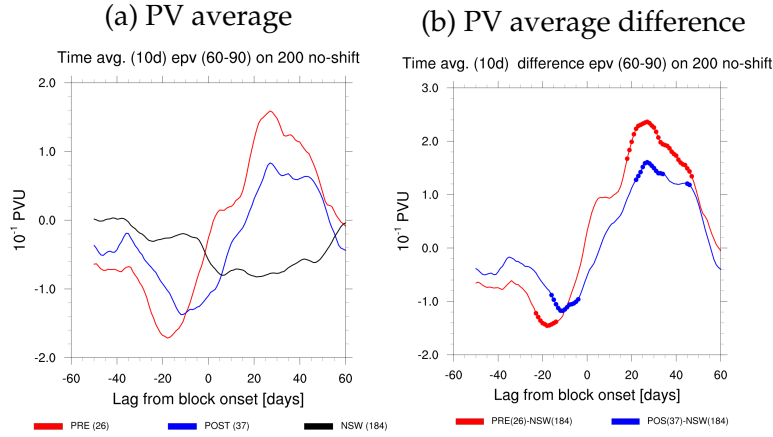 (a) PV average
Time avg. (10d) epv (60-90) on 200 no-shift
2.0
1.0
0.0
-1.0
-2.0
10-1 PVU
-60 -40 -20 0 20 40 60
Lag from block onset [days]
PRE (26) POST (37) NSW (184)
(b) PV average difference
Time avg. (10d) difference epv (60-90) on 200 no-shift
3.0
2.0
1.0
0.0
-1.0
-2.0
10-1 PVU
-60 -40 -20 0 20 40 60
Lag from block onset [days]
PRE(26)-NSW(184) POS(37)-NSW(184)